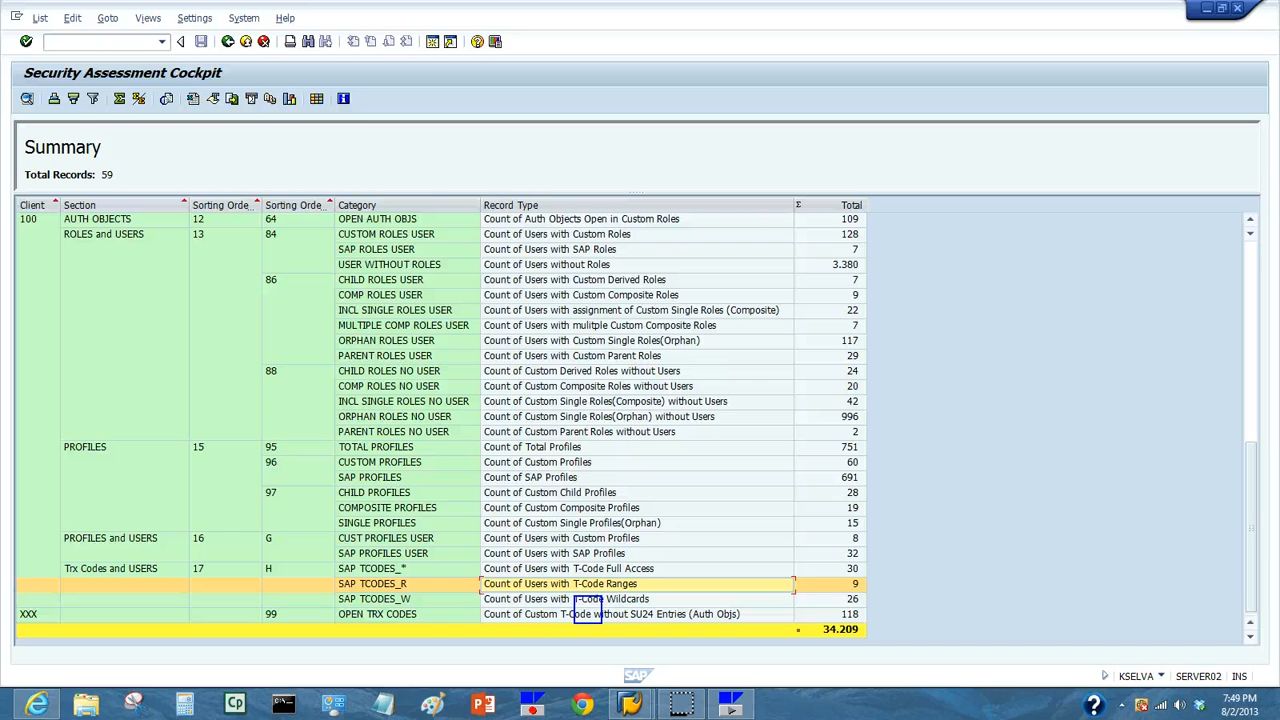 List Edit Goto Views Settings System Help
Security Assessment Cockpit
Summary
Total Records: 59
Client Section Sorting Orde... Sorting Orde... Category Record Type Σ Total
100 AUTH OBJECTS 12 64 OPEN AUTH OBJS Count of Auth Objects Open in Custom Roles 109
ROLES and USERS 13 84 CUSTOM ROLES USER Count of Users with Custom Roles 128
SAP ROLES USER Count of Users with SAP Roles 7
USER WITHOUT ROLES Count of Users without Roles 3.380
86 CHILD ROLES USER Count of Users with Custom Derived Roles 7
COMP ROLES USER Count of Users with Custom Composite Roles 9
INCL SINGLE ROLES USER Count of Users with assignment of Custom Single Roles (Composite) 22
MULTIPLE COMP ROLES USER Count of Users with mulitple Custom Composite Roles 7
ORPHAN ROLES USER Count of Users with Custom Single Roles(Orphan) 117
PARENT ROLES USER Count of Users with Custom Parent Roles 29
88 CHILD ROLES NO USER Count of Custom Derived Roles without Users 24
COMP ROLES NO USER Count of Custom Composite Roles without Users 20
INCL SINGLE ROLES NO USER Count of Custom Single Roles(Composite) without Users 42
ORPHAN ROLES NO USER Count of Custom Single Roles(Orphan) without Users 996
PARENT ROLES NO USER Count of Custom Parent Roles without Users 2
PROFILES 15 95 TOTAL PROFILES Count of Total Profiles 751
96 CUSTOM PROFILES Count of Custom Profiles 60
SAP PROFILES Count of SAP Profiles 691
97 CHILD PROFILES Count of Custom Child Profiles 28
COMPOSITE PROFILES Count of Custom Composite Profiles 19
SINGLE PROFILES Count of Custom Single Profiles(Orphan) 15
PROFILES and USERS 16 G CUST PROFILES USER Count of Users with Custom Profiles 8
SAP PROFILES USER Count of Users with SAP Profiles 32
Trx Codes and USERS 17 H SAP TCODES_* Count of Users with T-Code Full Access 30
SAP TCODES_R Count of Users with T-Code Ranges 9
SAP TCODES_W Count of Users with T-Code Wildcards 26
XXX 99 OPEN TRX CODES Count of Custom T-Code without SU24 Entries (Auth Objs) 118
34.209
SAP
KSELVA SERVER02 INS
7:49 PM
8/2/2013